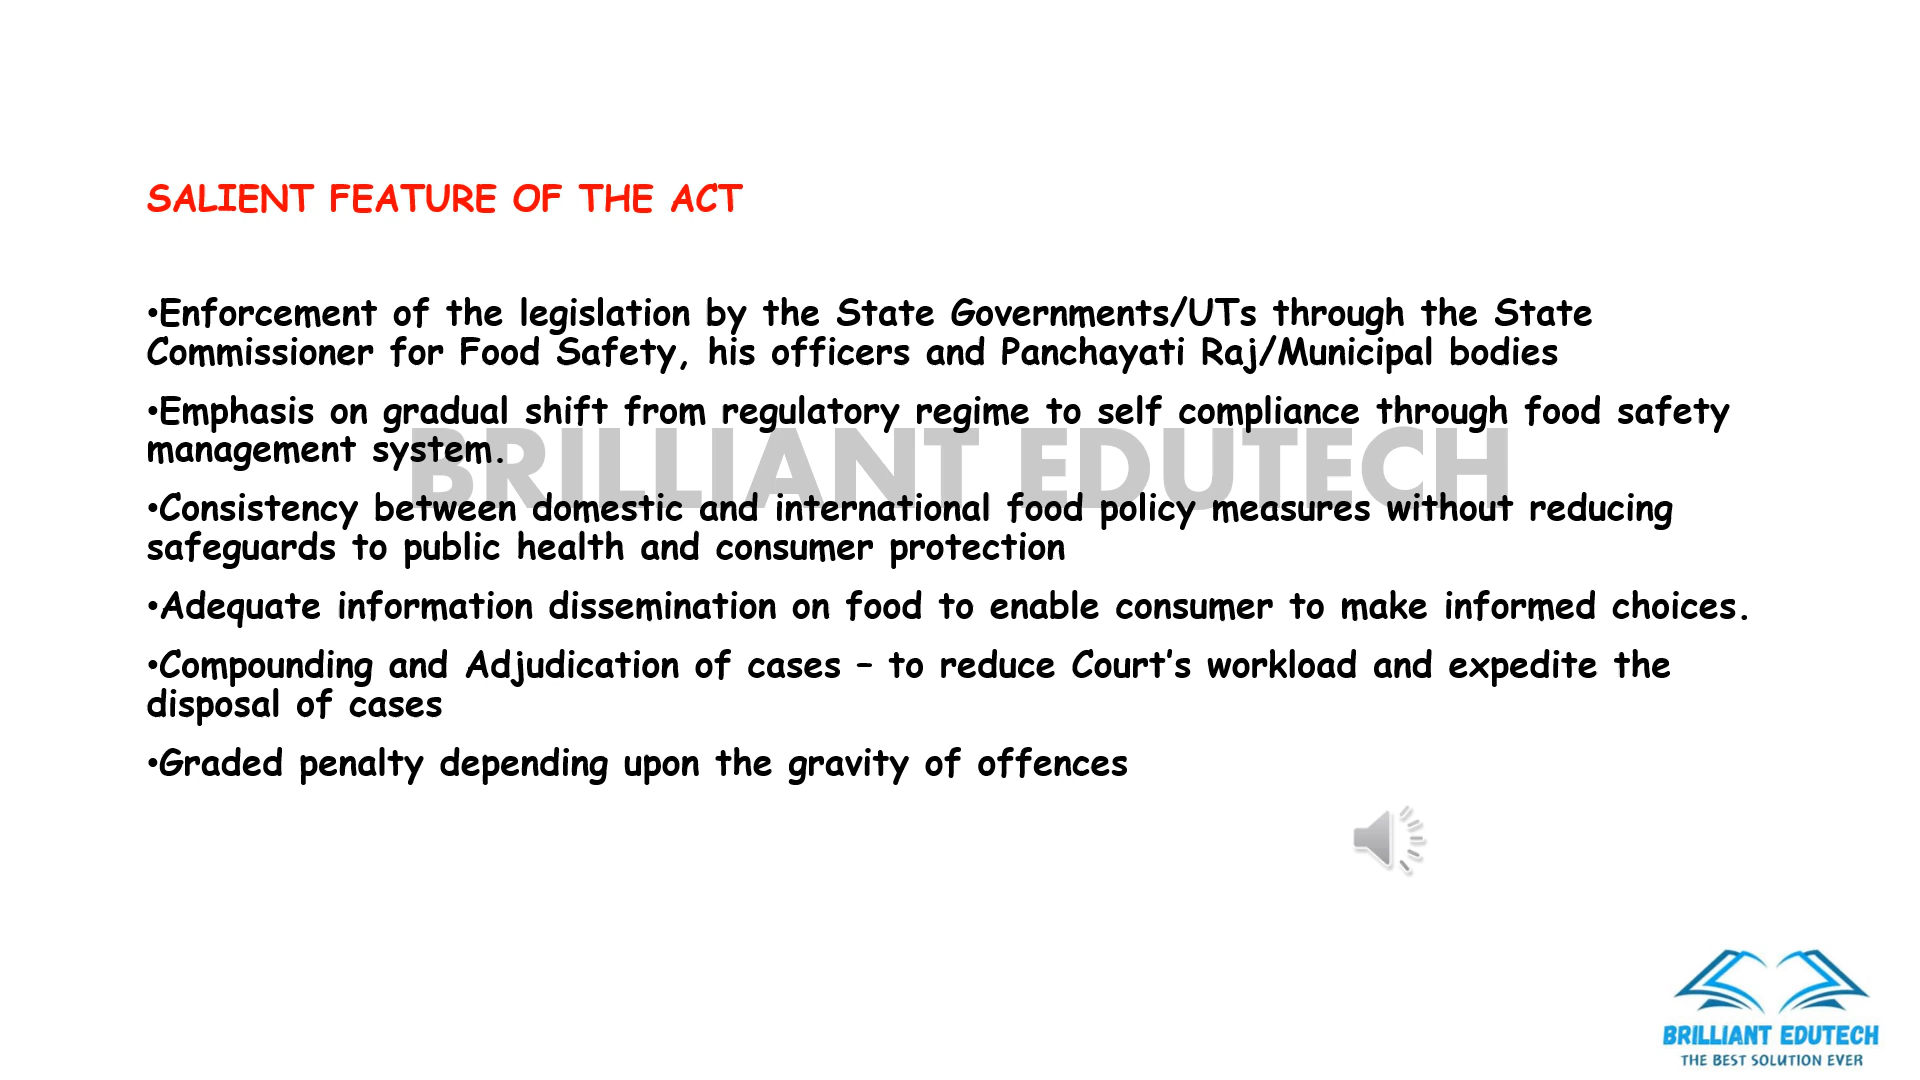 SALIENT FEATURE OF THE ACT
•Enforcement of the legislation by the State Governments/UTs through the State
Commissioner for Food Safety, his officers and Panchayati Raj/Municipal bodies
•Emphasis on gradual shift from regulatory regime to self compliance through food safety
management system.
BRILLIANT EDUTECH
•Consistency between domestic and international food policy measures without reducing
safeguards to public health and consumer protection
•Adequate information dissemination on food to enable consumer to make informed choices.
•Compounding and Adjudication of cases – to reduce Court's workload and expedite the
disposal of cases
•Graded penalty depending upon the gravity of offences
BRILLIANT EDUTECH
THE BEST SOLUTION EVER